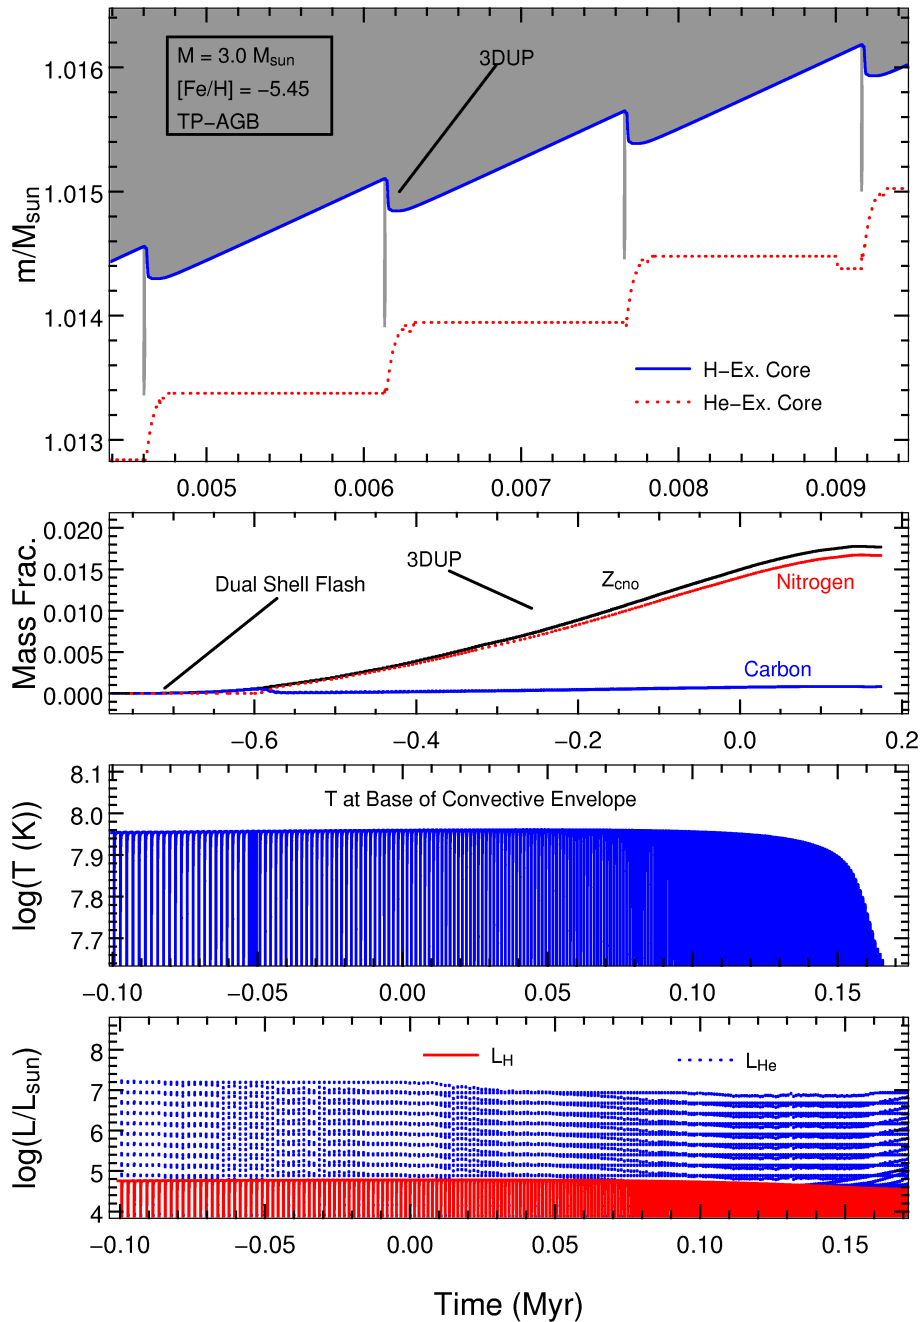 M = 3.0 Msun
[Fe/H] = −5.45
TP−AGB
3DUP
m/Msun
1.016
1.015
1.014
1.013
H−Ex. Core
He−Ex. Core
0.005 0.006 0.007 0.008 0.009
Mass Frac.
0.020
0.015
0.010
0.005
0.000
Dual Shell Flash
3DUP
Zcno
Nitrogen
Carbon
−0.6 −0.4 −0.2 0.0 0.2
log(T (K))
8.1
8.0
7.9
7.8
7.7
T at Base of Convective Envelope
−0.10 −0.05 0.00 0.05 0.10 0.15
log(L/Lsun)
8
7
6
5
4
LH
LHe
−0.10 −0.05 0.00 0.05 0.10 0.15
Time (Myr)